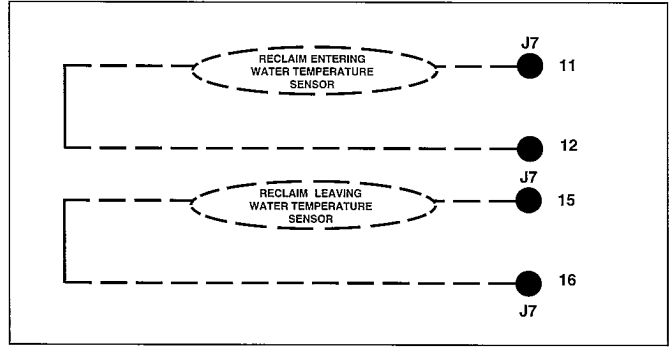 J7
RECLAIM ENTERING
WATER TEMPERATURE
SENSOR
11
12
J7
RECLAIM LEAVING
WATER TEMPERATURE
SENSOR
15
16
J7